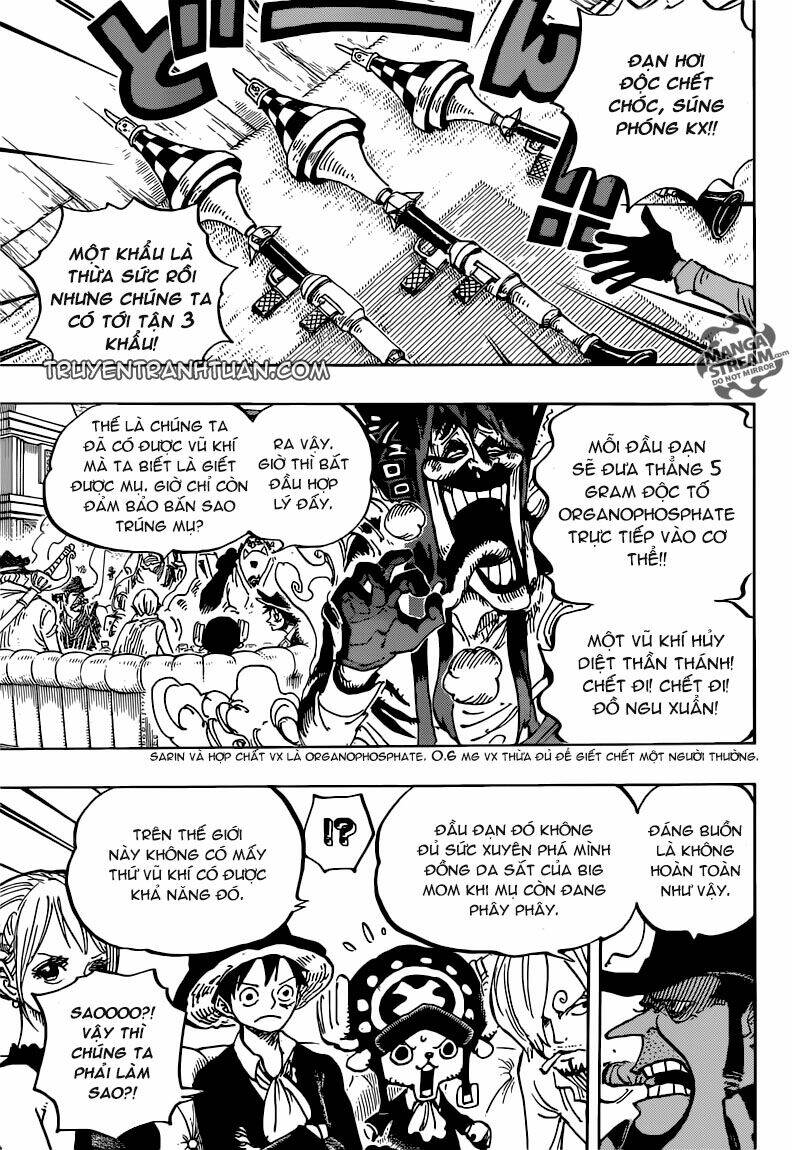 ドーーン
ĐẠN HƠI
ĐỘC CHẾT
CHÓC, SÚNG
PHÓNG KX!!
MỘT KHẨU LÀ
THỪA SỨC RỒI
NHƯNG CHÚNG TA
CÓ TỚI TẬN 3
KHẨU!
TRUYENTRANHTUAN.COM
MANGA
STREAM
.COM
DO NOT MIRROR
MỖI ĐẦU ĐẠN
SẼ ĐƯA THẲNG 5
GRAM ĐỘC TỐ
ORGANOPHOSPHATE
TRỰC TIẾP VÀO CƠ
THỂ!!
MỘT VŨ KHÍ HỦY
DIỆT THẦN THÁNH!
CHẾT ĐI! CHẾT ĐI!
ĐỒ NGU XUẨN!
RA VẬY.
GIỜ THÌ BẮT
ĐẦU HỢP
LÝ ĐẤY.
THẾ LÀ CHÚNG TA
ĐÃ CÓ ĐƯỢC VŨ KHÍ
MÀ TA BIẾT LÀ GIẾT
ĐƯỢC MỤ. GIỜ CHỈ CÒN
ĐẢM BẢO BẮN SAO
TRÚNG MỤ?
SARIN VÀ HỢP CHẤT VX LÀ ORGANOPHOSPHATE. 0.6 MG VX THỪA ĐỦ ĐỂ GIẾT CHẾT MỘT NGƯỜI THƯỜNG.
ĐÁNG BUỒN
LÀ KHÔNG
HOÀN TOÀN
NHƯ VẬY.
ĐẦU ĐẠN ĐÓ KHÔNG
ĐỦ SỨC XUYÊN PHÁ MÌNH
ĐỒNG DA SẮT CỦA BIG
MOM KHI MỤ CÒN ĐANG
PHÂY PHÂY.
!?
TRÊN THẾ GIỚI
NÀY KHÔNG CÓ MẤY
THỨ VŨ KHÍ CÓ ĐƯỢC
KHẢ NĂNG ĐÓ.
SAOOOO?!
VẬY THÌ
CHÚNG TA
PHẢI LÀM
SAO?!